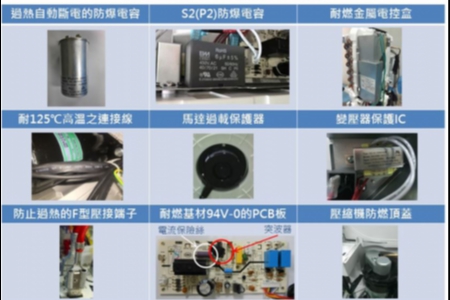 過熱自動斷電的防爆電容
S2(P2)防爆電容
耐燃金屬電控盒
耐125℃高溫之連接線
馬達過載保護器
變壓器保護IC
防止過熱的F型壓接端子
耐燃基材94V-0的PCB板
壓縮機防燃頂蓋
電流保險絲
突波器